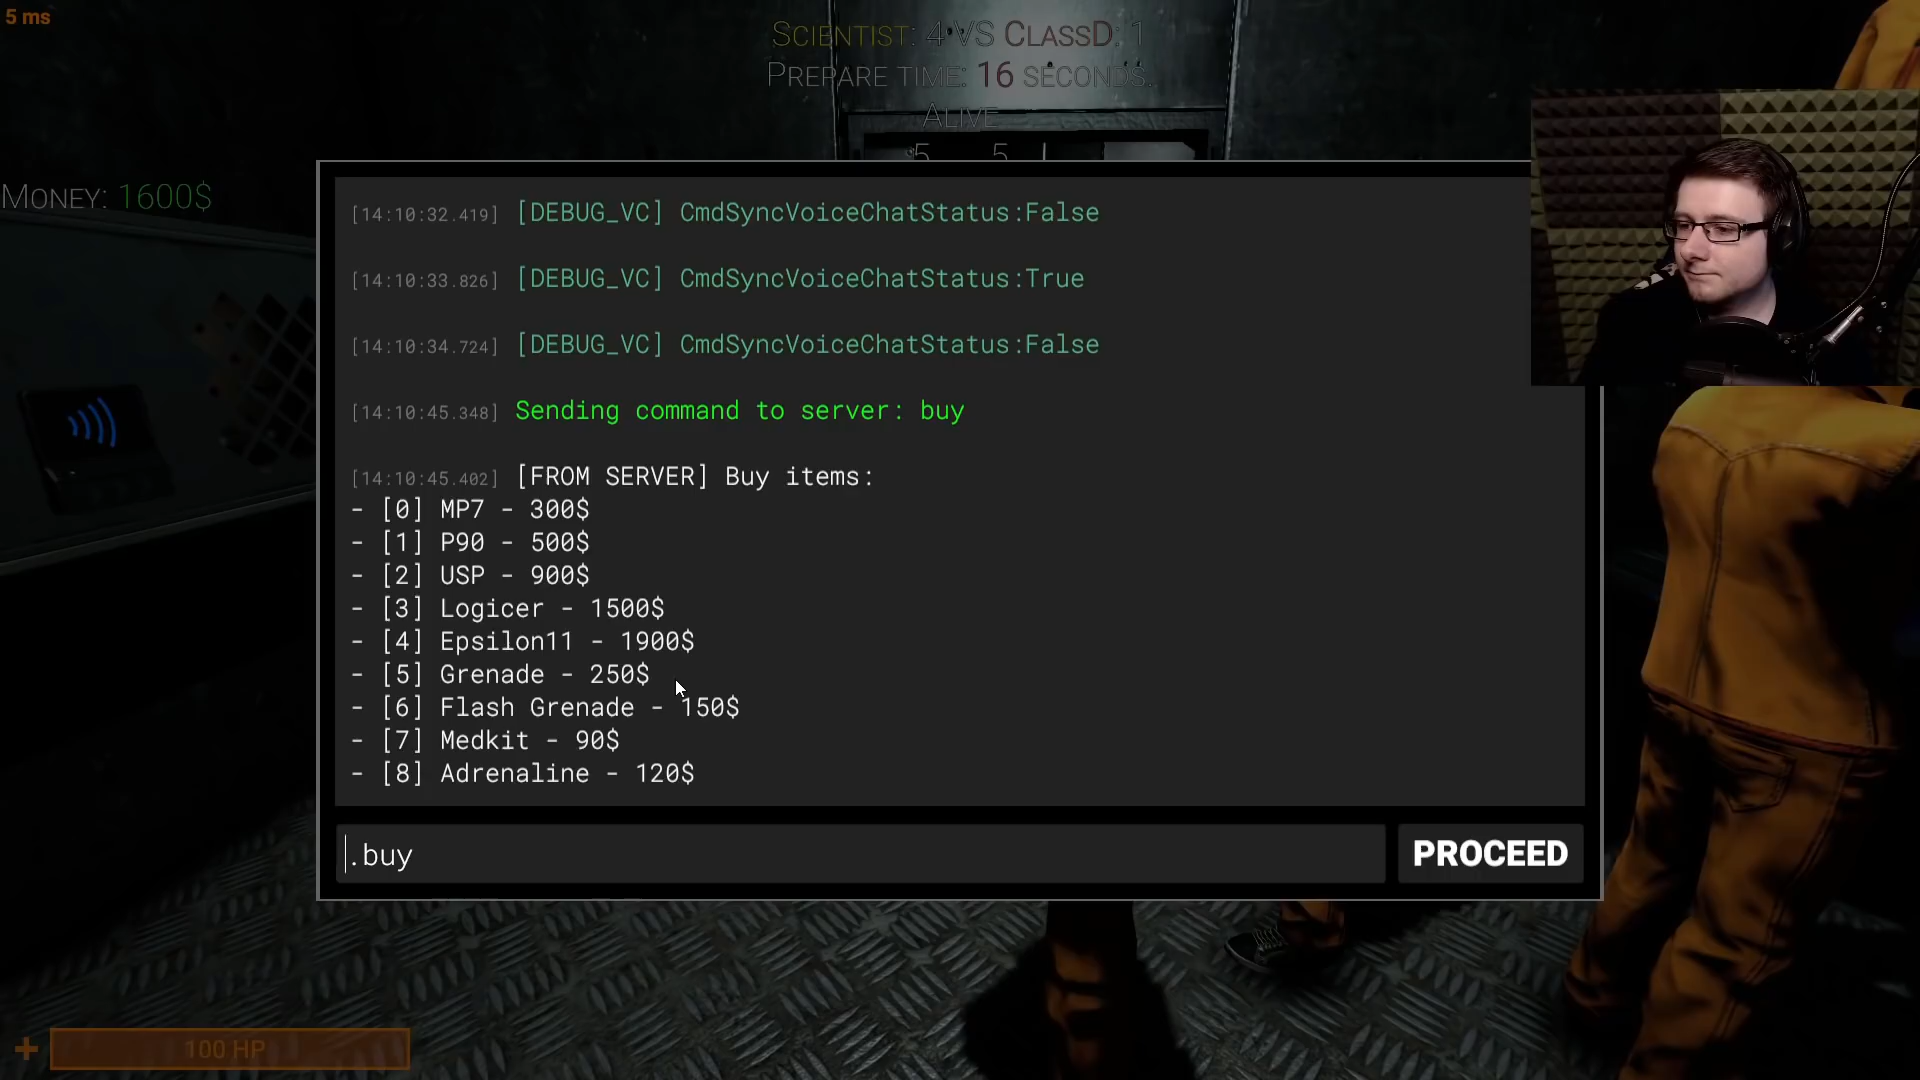 5 ms
Scientist: 4 VS ClassD: 1
Prepare time: 16 seconds.
Alive
5 5
Money: 1600$
[14:10:32.419] [DEBUG_VC] CmdSyncVoiceChatStatus:False
[14:10:33.826] [DEBUG_VC] CmdSyncVoiceChatStatus:True
[14:10:34.724] [DEBUG_VC] CmdSyncVoiceChatStatus:False
[14:10:45.348] Sending command to server: buy
[14:10:45.402] [FROM SERVER] Buy items:
- [0] MP7 - 300$
- [1] P90 - 500$
- [2] USP - 900$
- [3] Logicer - 1500$
- [4] Epsilon11 - 1900$
- [5] Grenade - 250$
- [6] Flash Grenade - 150$
- [7] Medkit - 90$
- [8] Adrenaline - 120$
.buy
PROCEED
+ 100 HP